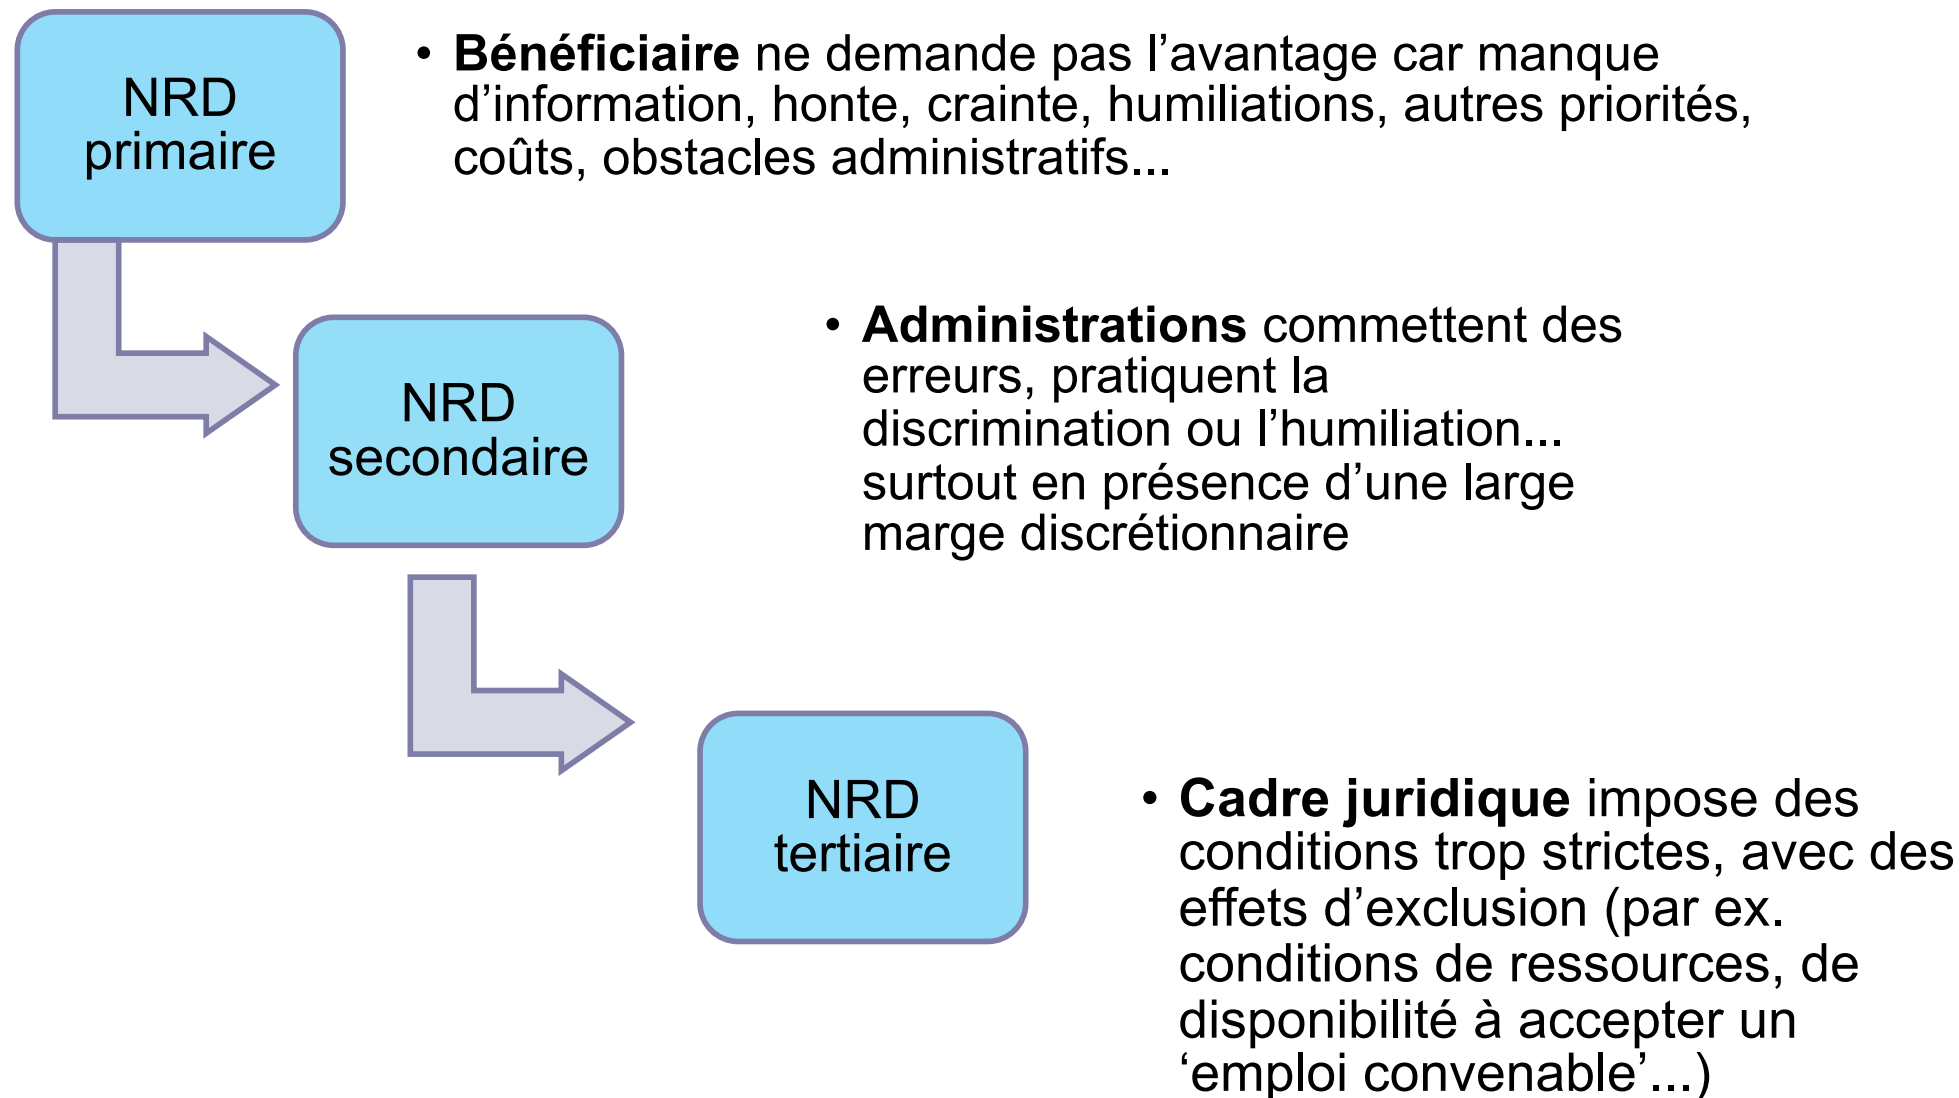 NRD
primaire
• Bénéficiaire ne demande pas l’avantage car manque
d’information, honte, crainte, humiliations, autres priorités,
coûts, obstacles administratifs...
NRD
secondaire
• Administrations commettent des
erreurs, pratiquent la
discrimination ou l’humiliation...
surtout en présence d’une large
marge discrétionnaire
NRD
tertiaire
• Cadre juridique impose des
conditions trop strictes, avec des
effets d’exclusion (par ex.
conditions de ressources, de
disponibilité à accepter un
‘emploi convenable’...)